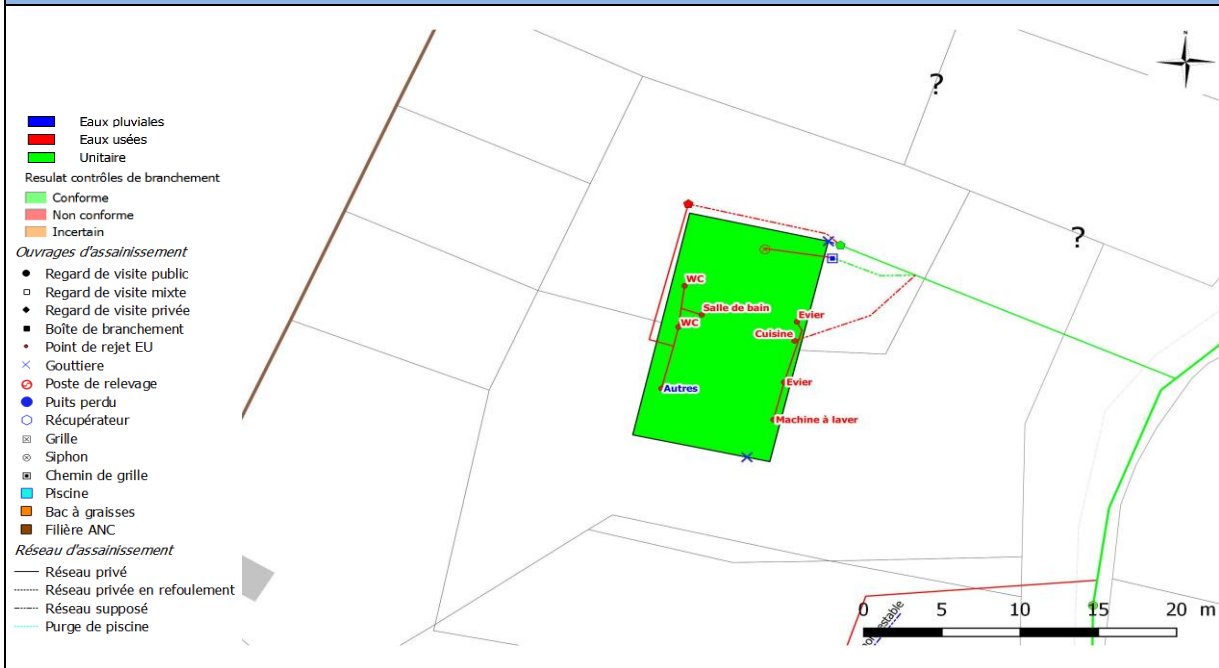 N
?
?
Eaux pluviales
Eaux usées
Unitaire
Resulat contrôles de branchement
Conforme
Non conforme
Incertain
Ouvrages d'assainissement
Regard de visite public
Regard de visite mixte
Regard de visite privée
Boîte de branchement
Point de rejet EU
Gouttiere
Poste de relevage
Puits perdu
Récupérateur
Grille
Siphon
Chemin de grille
Piscine
Bac à graisses
Filière ANC
Réseau d'assainissement
Réseau privé
Réseau privée en refoulement
Réseau supposé
Purge de piscine
WC
Salle de bain
WC
Evier
Cuisine
Autres
Evier
Machine à laver
0 5 10 15 20 m